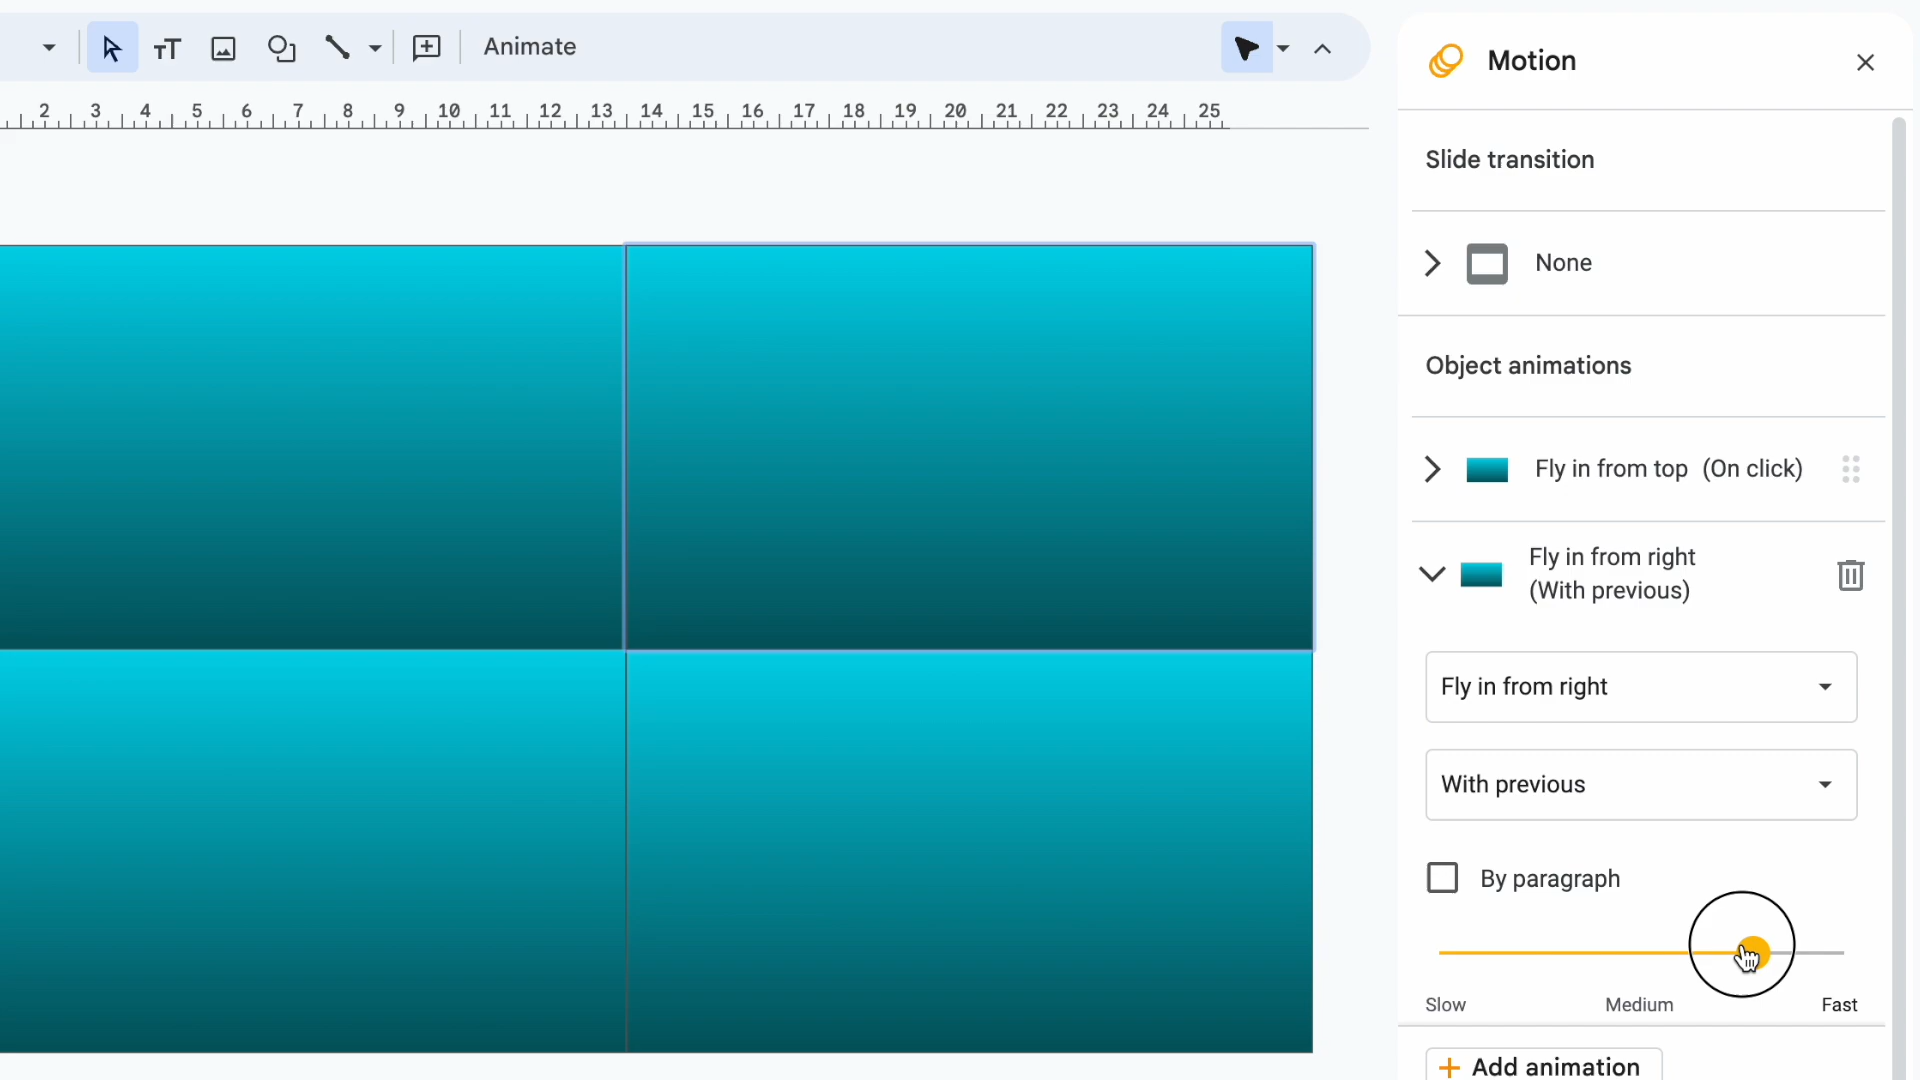 Animate
2 3 4 5 6 7 8 9 10 11 12 13 14 15 16 17 18 19 20 21 22 23 24 25
Motion
Slide transition
None
Object animations
Fly in from top (On click)
Fly in from right
(With previous)
Fly in from right
With previous
By paragraph
Slow Medium Fast
+ Add animation